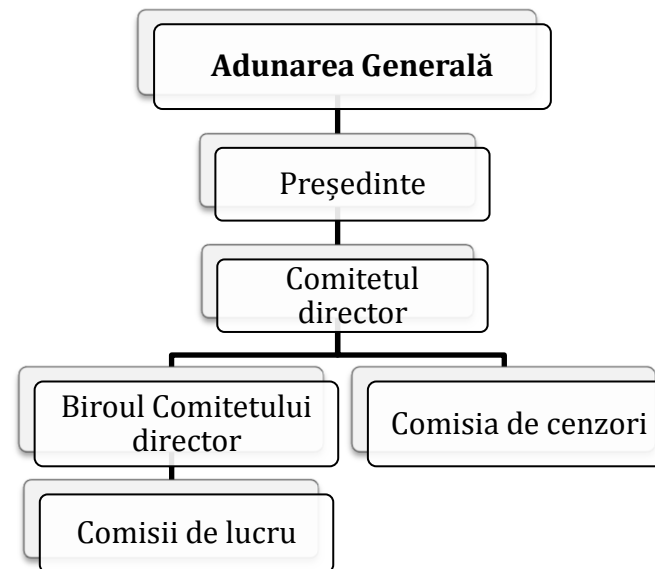 Adunarea Generală
Președinte
Comitetul
director
Biroul Comitetului
director
Comisia de cenzori
Comisii de lucru